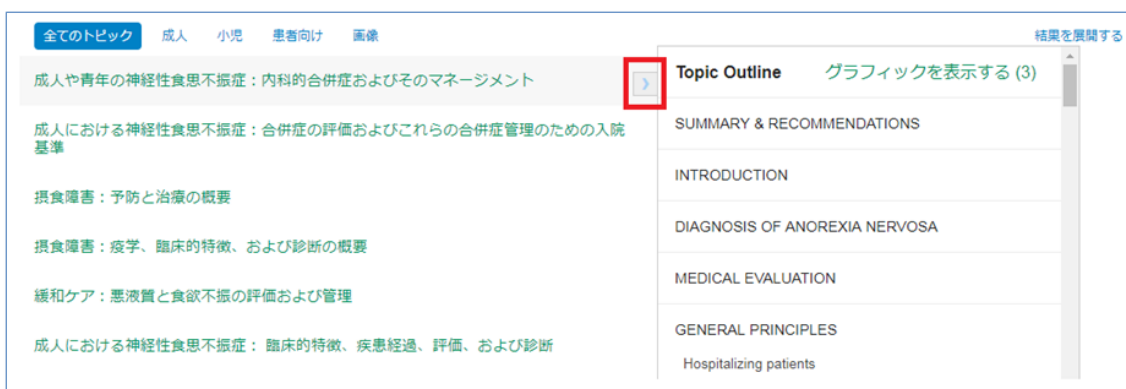 全てのトピック 成人 小児 患者向け 画像 結果を展開する
成人や青年の神経性食思不振症：内科的合併症およびそのマネージメント
成人における神経性食思不振症：合併症の評価およびこれらの合併症管理のための入院
基準
摂食障害：予防と治療の概要
摂食障害：疫学、臨床的特徴、および診断の概要
緩和ケア：悪液質と食欲不振の評価および管理
成人における神経性食思不振症： 臨床的特徴、疾患経過、評価、および診断
Topic Outline グラフィックを表示する (3)
SUMMARY & RECOMMENDATIONS
INTRODUCTION
DIAGNOSIS OF ANOREXIA NERVOSA
MEDICAL EVALUATION
GENERAL PRINCIPLES
Hospitalizing patients